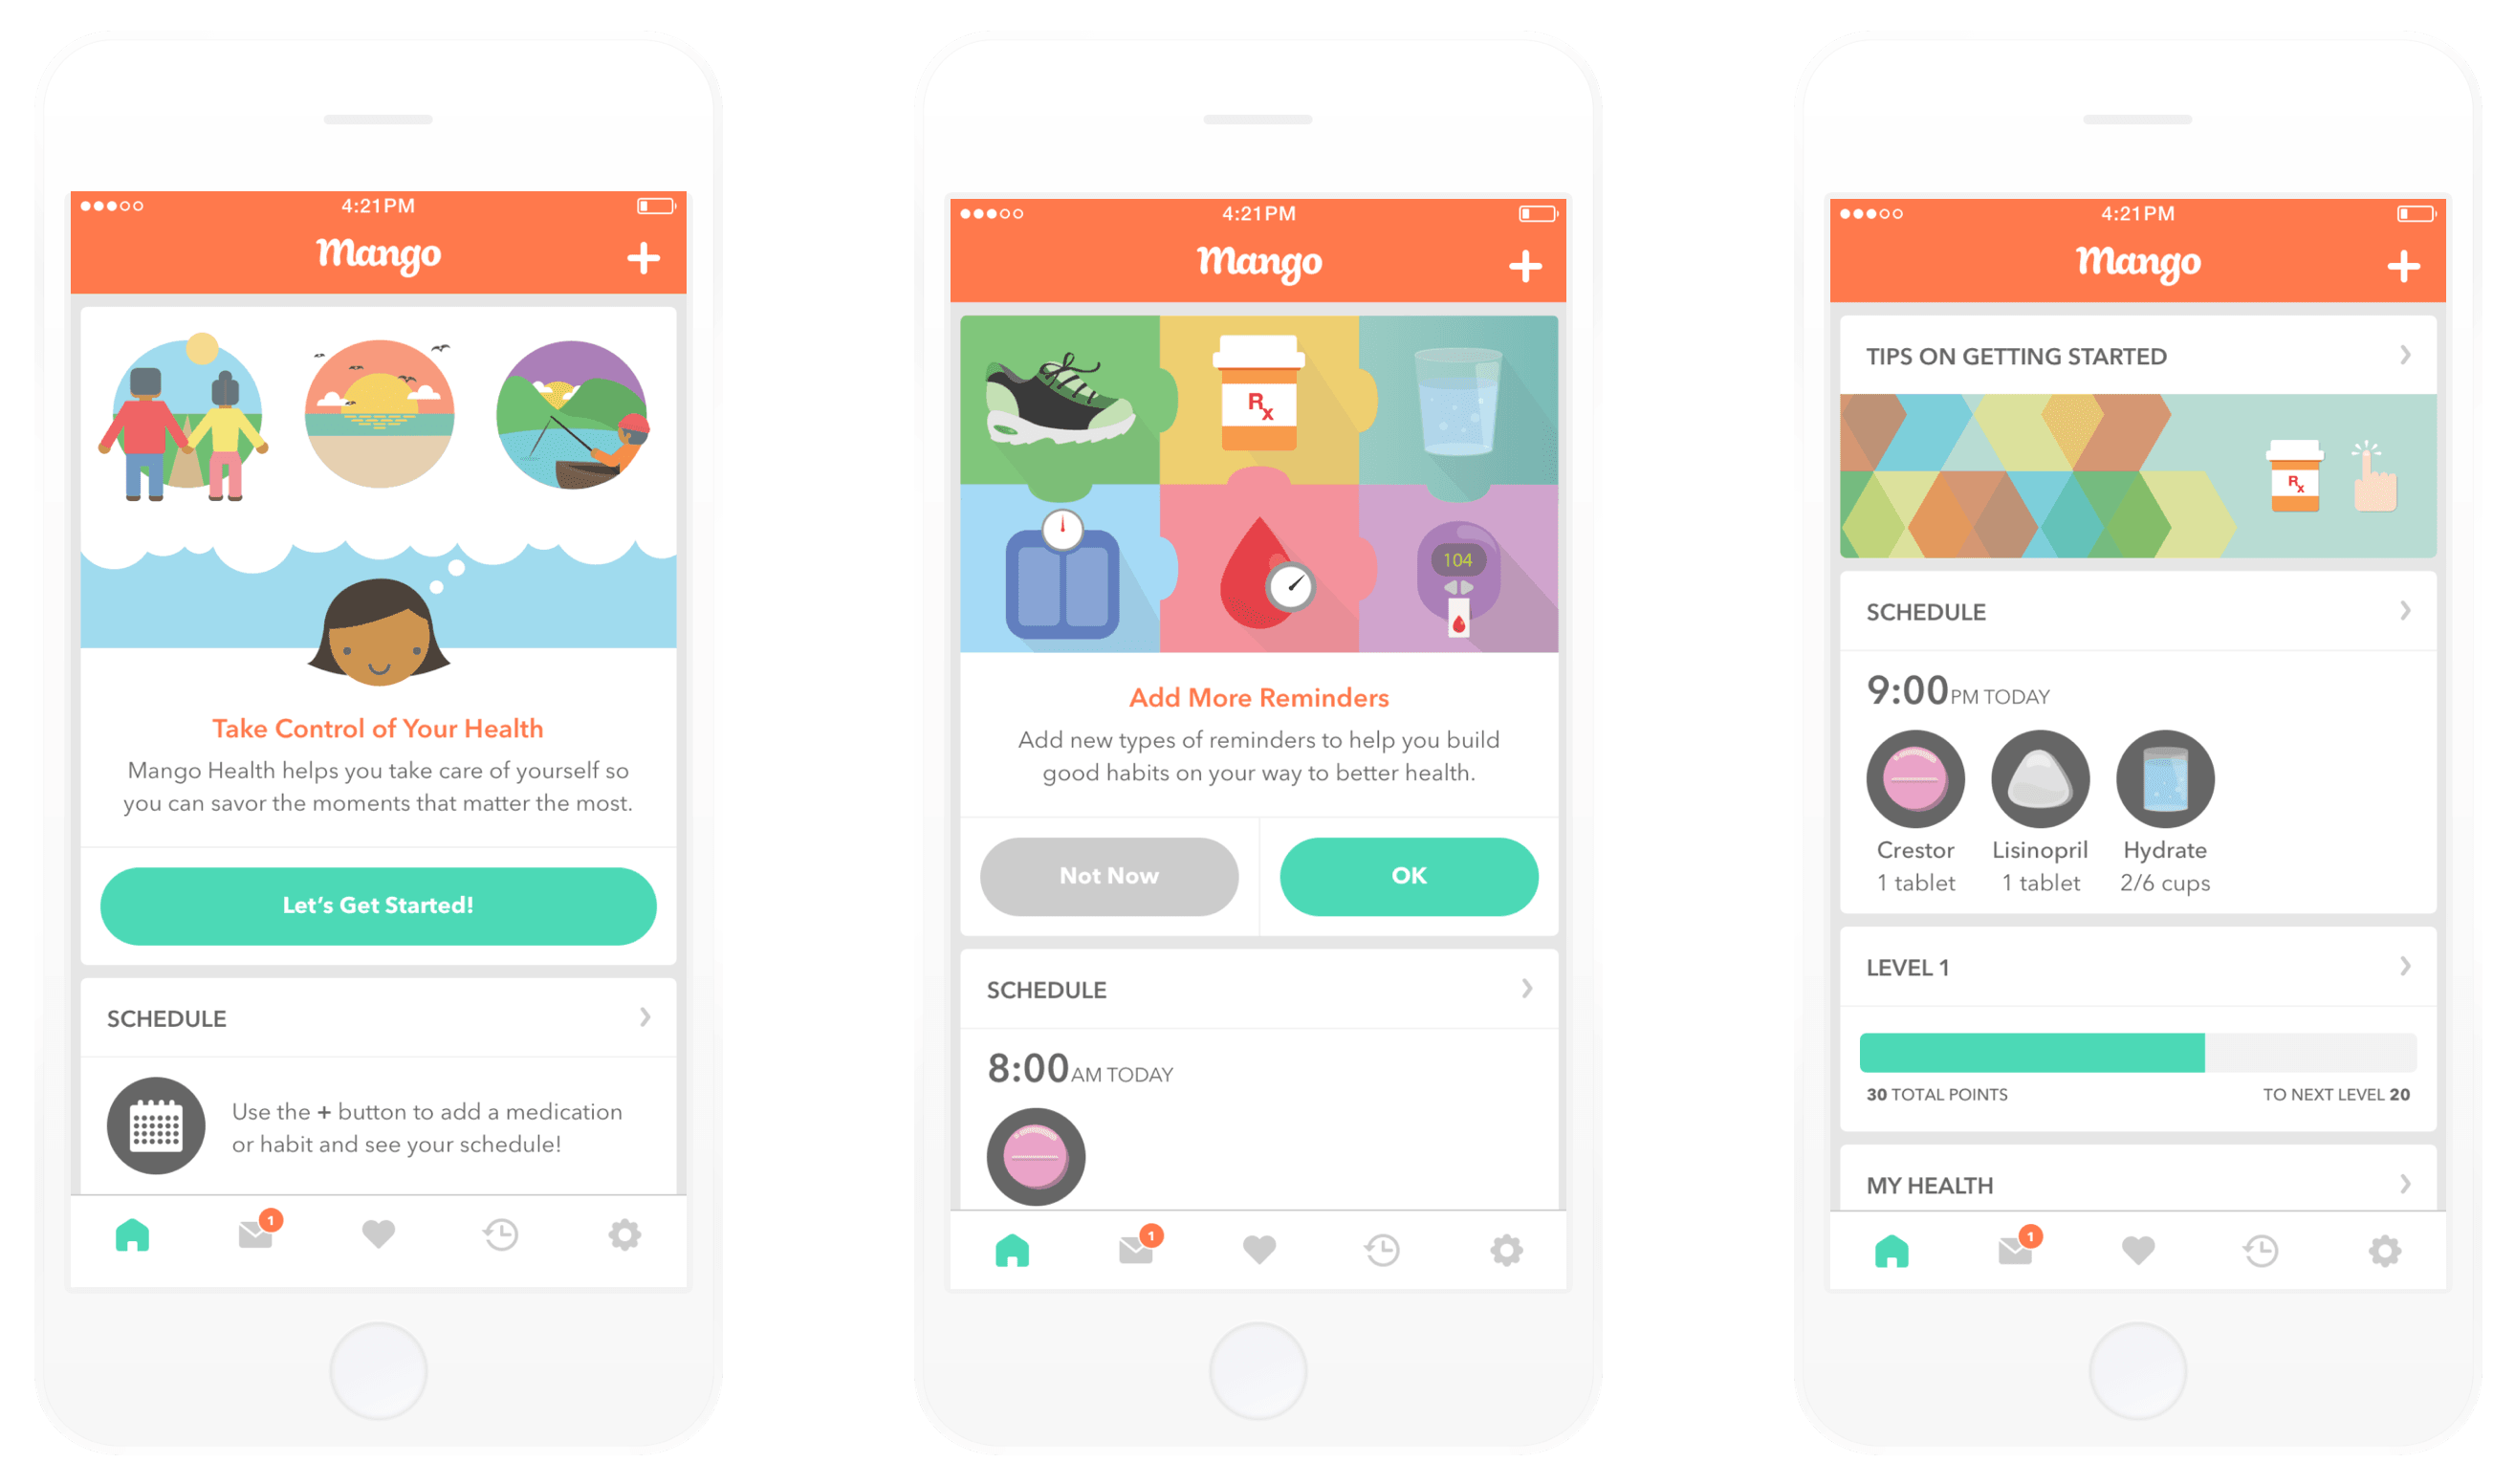 4:21PM
Mango
Take Control of Your Health
Mango Health helps you take care of yourself so
you can savor the moments that matter the most.
Let's Get Started!
SCHEDULE
Use the + button to add a medication
or habit and see your schedule!
1
4:21PM
Mango
Rx
104
Add More Reminders
Add new types of reminders to help you build
good habits on your way to better health.
Not Now
OK
SCHEDULE
8:00 AM TODAY
1
4:21PM
Mango
TIPS ON GETTING STARTED
Rx
SCHEDULE
9:00 PM TODAY
Crestor Lisinopril Hydrate
1 tablet 1 tablet 2/6 cups
LEVEL 1
30 TOTAL POINTS TO NEXT LEVEL 20
MY HEALTH
1